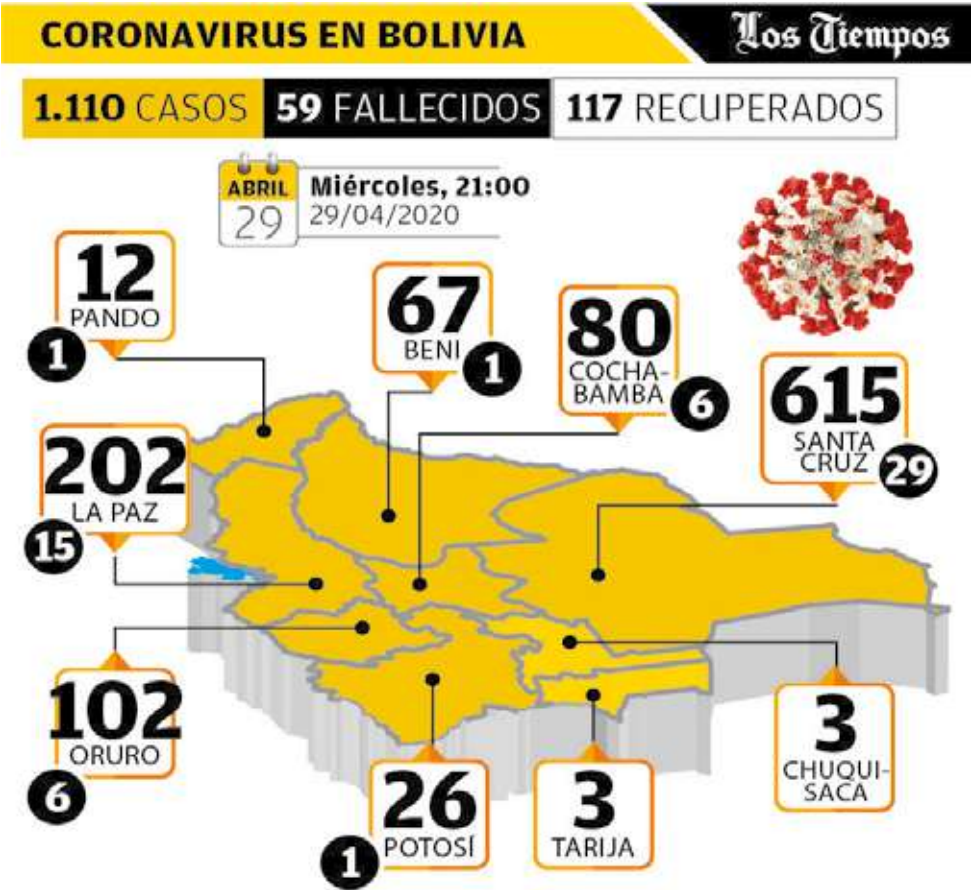 CORONAVIRUS EN BOLIVIA
Los Tiempos
1.110 CASOS
59 FALLECIDOS
117 RECUPERADOS
ABRIL
29
Miércoles, 21:00
29/04/2020
12
PANDO
1
67
BENI
1
80
COCHA-
BAMBA
6
615
SANTA
CRUZ
29
202
LA PAZ
15
102
ORURO
6
26
POTOSÍ
1
3
TARIJA
3
CHUQUI-
SACA